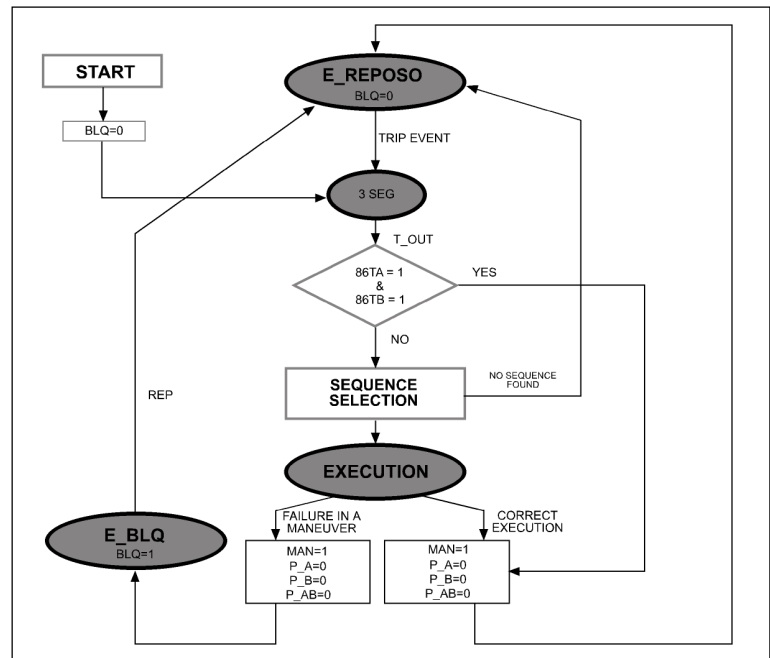 START
BLQ=0
E_REPOSO
BLQ=0
TRIP EVENT
3 SEG
T_OUT
86TA = 1
&
86TB = 1
YES
NO
SEQUENCE
SELECTION
NO SEQUENCE
FOUND
REP
EXECUTION
FAILURE IN A
MANEUVER
CORRECT
EXECUTION
E_BLQ
BLQ=1
MAN=1
P_A=0
P_B=0
P_AB=0
MAN=1
P_A=0
P_B=0
P_AB=0